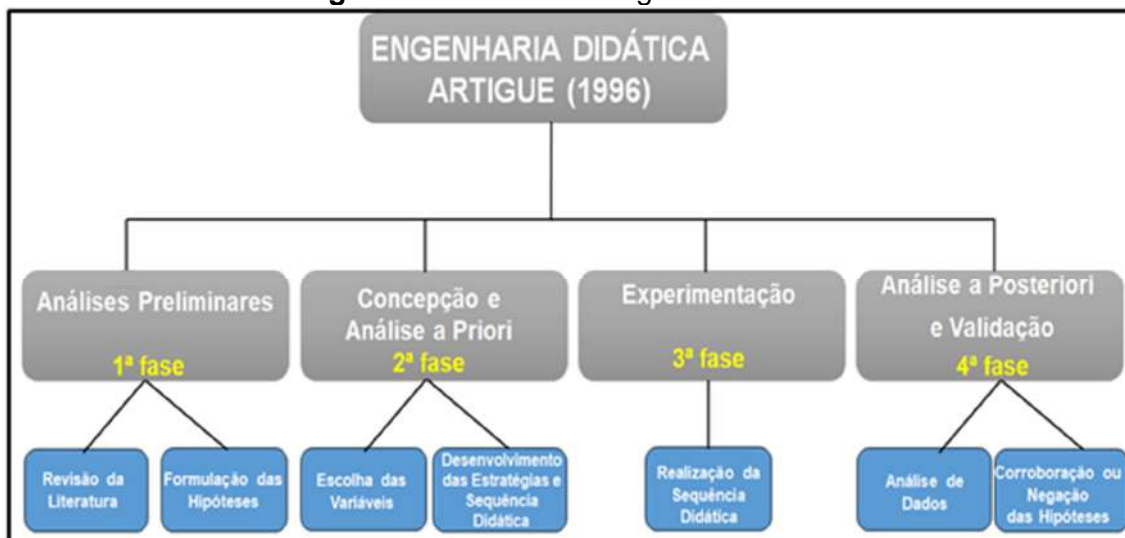 ENGENHARIA DIDÁTICA
ARTIGUE (1996)
Análises Preliminares
1ª fase
Concepção e
Análise a Priori
2ª fase
Experimentação
3ª fase
Análise a Posteriori
e Validação
4ª fase
Revisão da
Literatura
Formulação das
Hipóteses
Escolha das
Variáveis
Desenvolvimento
das Estratégias e
Sequência
Didática
Realização da
Sequência
Didática
Análise de
Dados
Corroboração ou
Negação
das Hipóteses